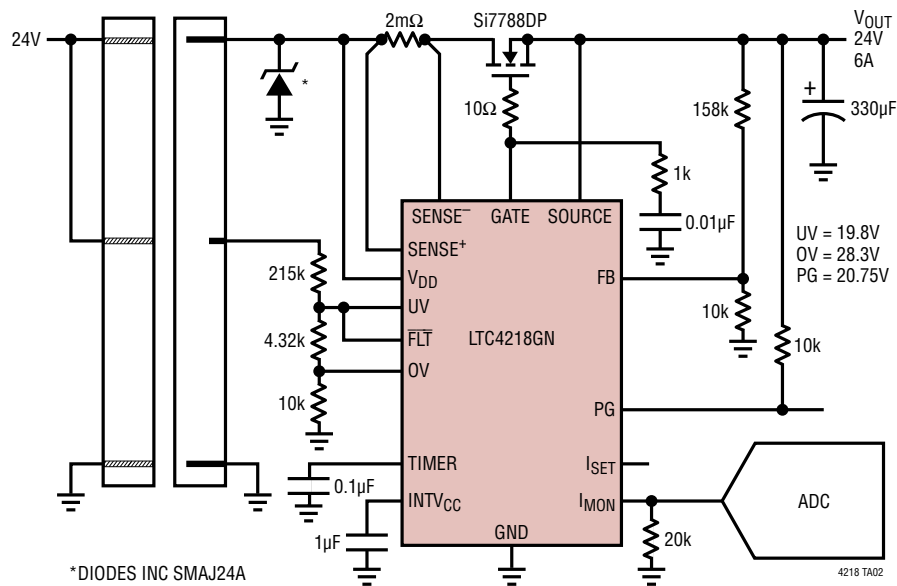 2mΩ
Si7788DP
24V
VOUT
24V
6A
*
10Ω
158k
+
330µF
1k
0.01µF
SENSE⁻
GATE
SOURCE
SENSE⁺
VDD
UV
FLT
OV
TIMER
INTVCC
GND
LTC4218GN
FB
PG
ISET
IMON
215k
4.32k
10k
0.1µF
1µF
UV = 19.8V
OV = 28.3V
PG = 20.75V
10k
10k
20k
ADC
*DIODES INC SMAJ24A
4218 TA02